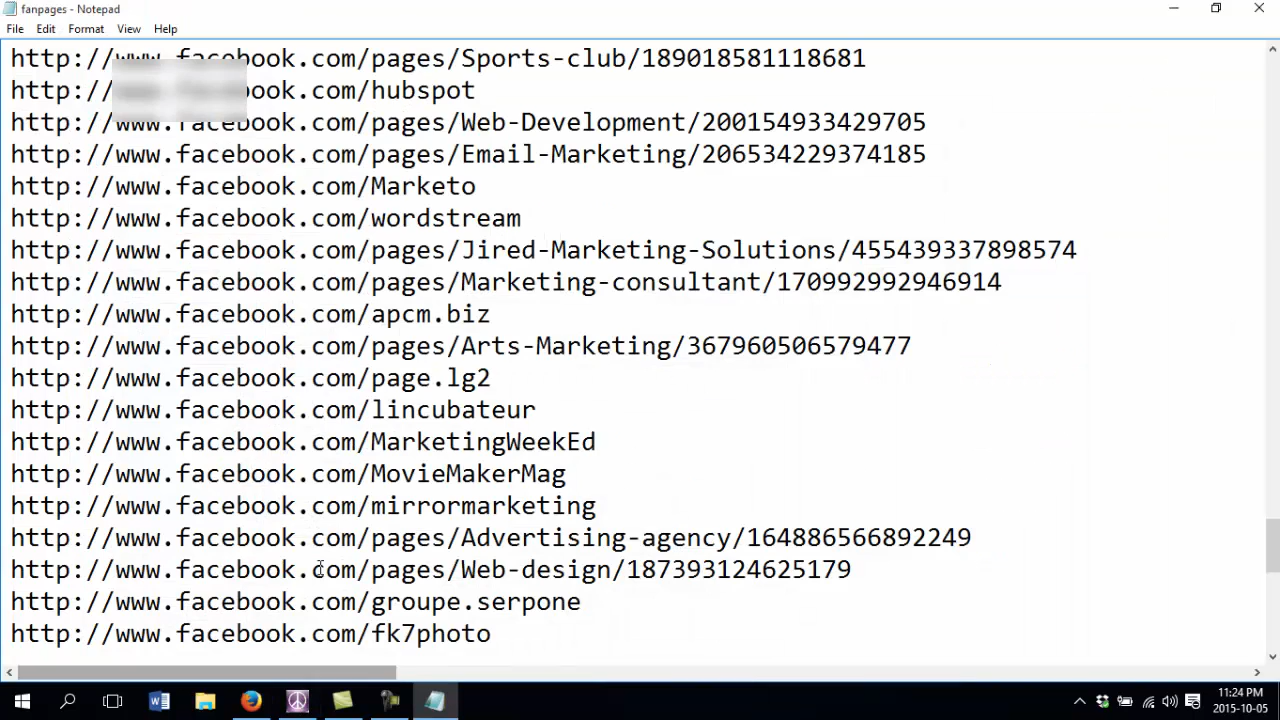 fanpages - Notepad
File Edit Format View Help
http://www.facebook.com/pages/Sports-club/189018581118681
http:// ook.com/hubspot
http://www.facebook.com/pages/Web-Development/200154933429705
http://www.facebook.com/pages/Email-Marketing/206534229374185
http://www.facebook.com/Marketo
http://www.facebook.com/wordstream
http://www.facebook.com/pages/Jired-Marketing-Solutions/455439337898574
http://www.facebook.com/pages/Marketing-consultant/170992992946914
http://www.facebook.com/apcm.biz
http://www.facebook.com/pages/Arts-Marketing/367960506579477
http://www.facebook.com/page.lg2
http://www.facebook.com/lincubateur
http://www.facebook.com/MarketingWeekEd
http://www.facebook.com/MovieMakerMag
http://www.facebook.com/mirrormarketing
http://www.facebook.com/pages/Advertising-agency/164886566892249
http://www.facebook.com/pages/Web-design/187393124625179
http://www.facebook.com/groupe.serpone
http://www.facebook.com/fk7photo
11:24 PM
2015-10-05